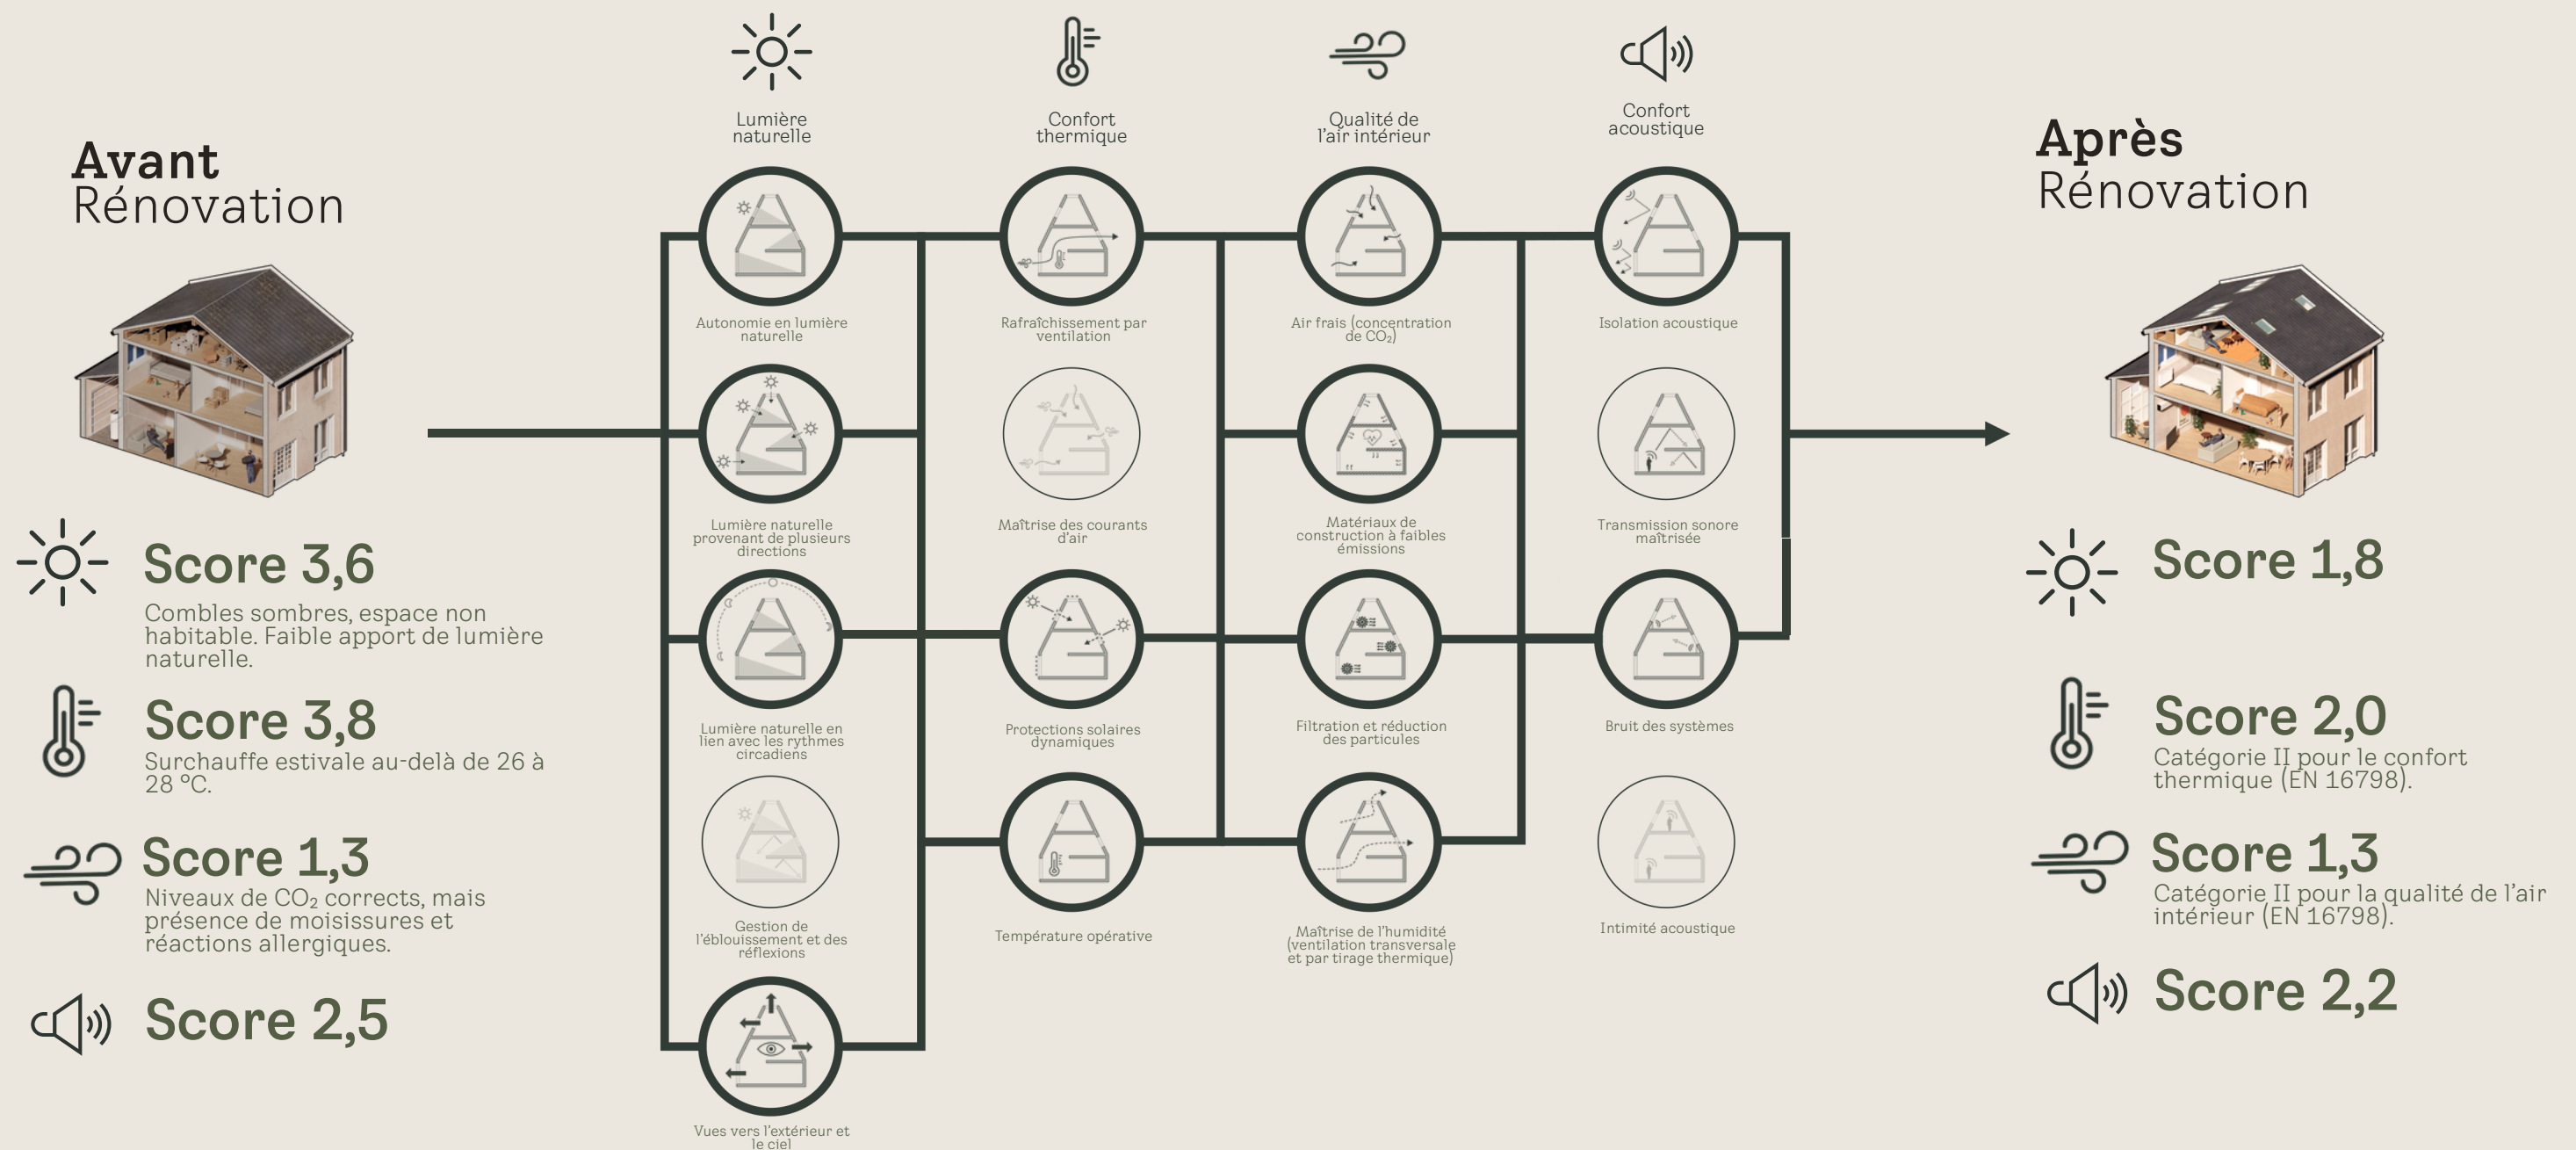 Avant
Rénovation
Score 3,6
Combles sombres, espace non
habitable. Faible apport de lumière
naturelle.
Score 3,8
Surchauffe estivale au-delà de 26 à
28 °C.
Score 1,3
Niveaux de CO₂ corrects, mais
présence de moisissures et
réactions allergiques.
Score 2,5
Lumière
naturelle
Autonomie en lumière
naturelle
Lumière naturelle
provenant de plusieurs
directions
Lumière naturelle en
lien avec les rythmes
circadiens
Gestion de
l'éblouissement et des
réflexions
Vues vers l'extérieur et
le ciel
Confort
thermique
Rafraîchissement par
ventilation
Maîtrise des courants
d'air
Protections solaires
dynamiques
Température opérative
Qualité de
l'air intérieur
Air frais (concentration
de CO₂)
Matériaux de
construction à faibles
émissions
Filtration et réduction
des particules
Maîtrise de l'humidité
(ventilation transversale
et par tirage thermique)
Confort
acoustique
Isolation acoustique
Transmission sonore
maîtrisée
Bruit des systèmes
Intimité acoustique
Après
Rénovation
Score 1,8
Score 2,0
Catégorie II pour le confort
thermique (EN 16798).
Score 1,3
Catégorie II pour la qualité de l'air
intérieur (EN 16798).
Score 2,2